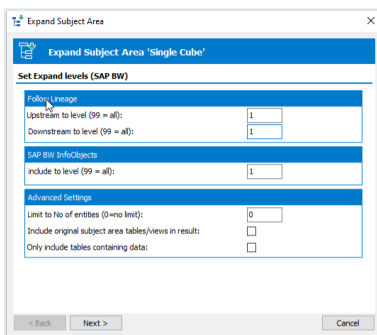 Expand Subject Area
Expand Subject Area 'Single Cube'
Set Expand levels (SAP BW)
Follow Lineage
Upstream to level (99 = all): 1
Downstream to level (99 = all): 1
SAP BW InfoObjects
include to level (99 = all): 1
Advanced Settings
Limit to No of entities (0=no limit): 0
Include original subject area tables/views in result:
Only include tables containing data:
< Back Next > Cancel